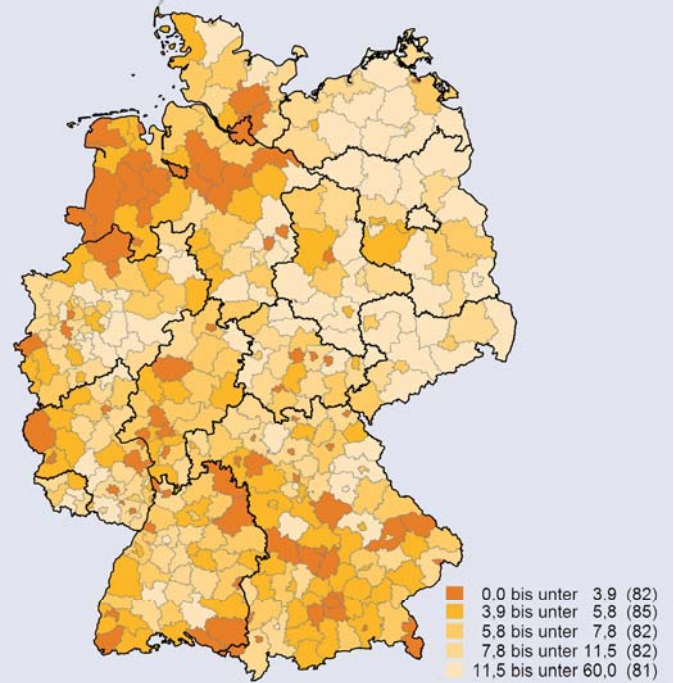 0.0 bis unter 3.9 (82)
3,9 bis unter 5,8 (85)
5,8 bis unter 7,8 (82)
7,8 bis unter 11,5 (82)
11,5 bis unter 60,0 (81)